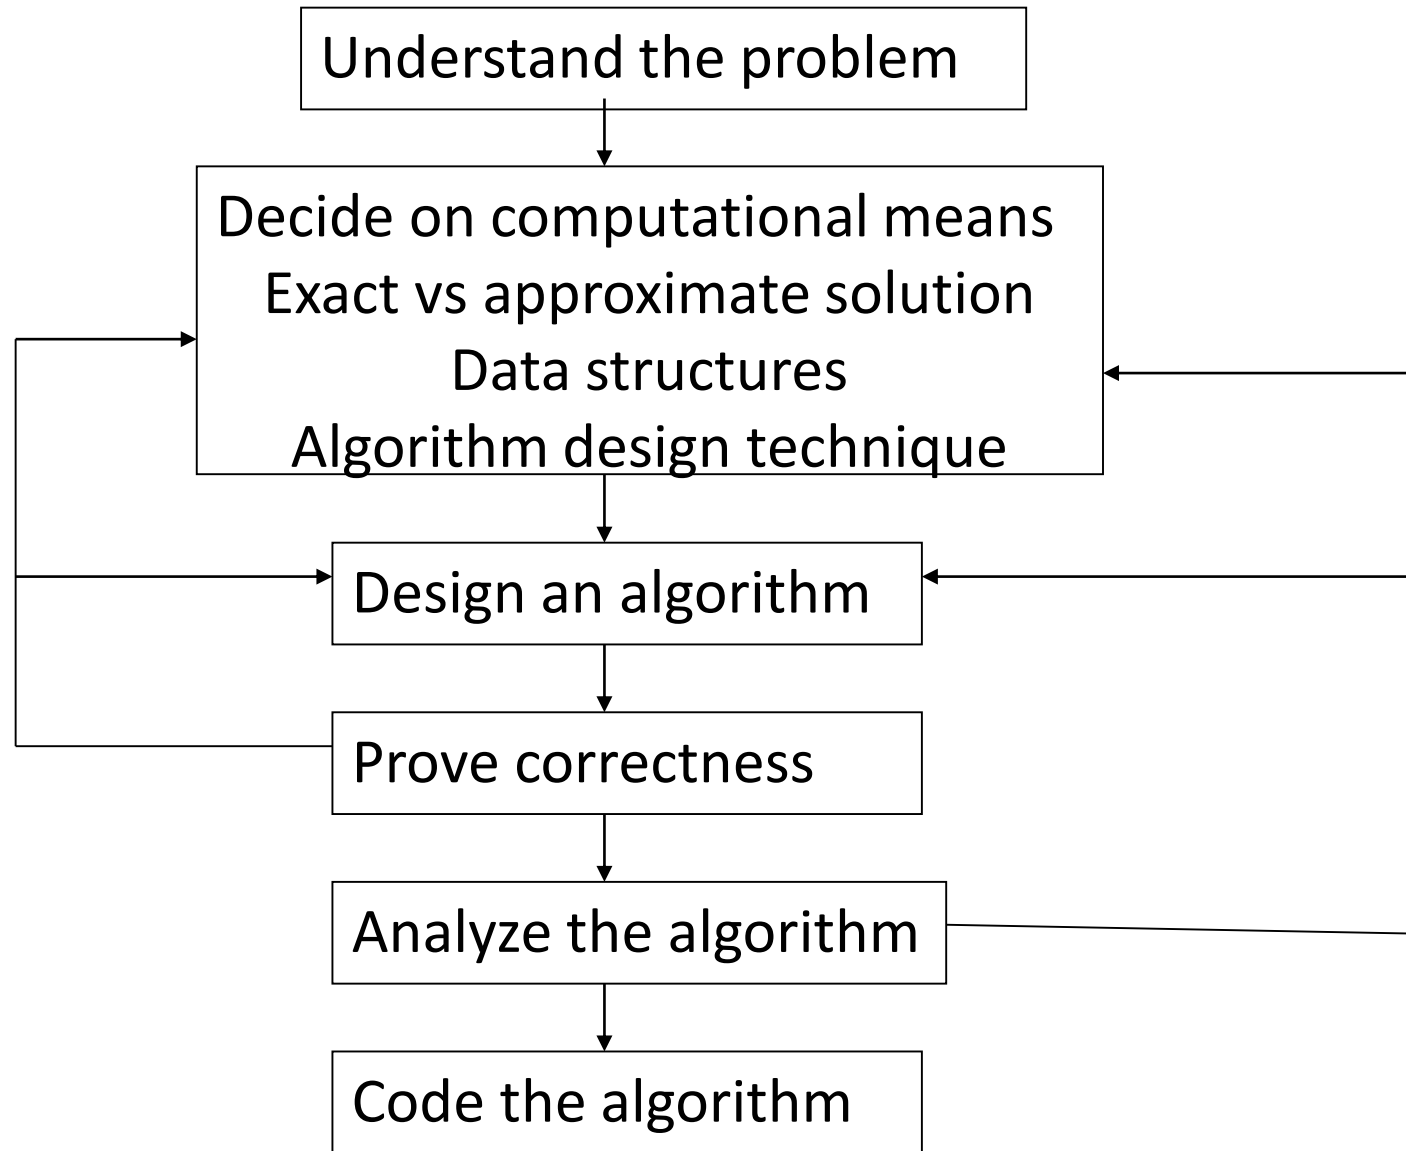 Understand the problem
Decide on computational means
Exact vs approximate solution
Data structures
Algorithm design technique
Design an algorithm
Prove correctness
Analyze the algorithm
Code the algorithm